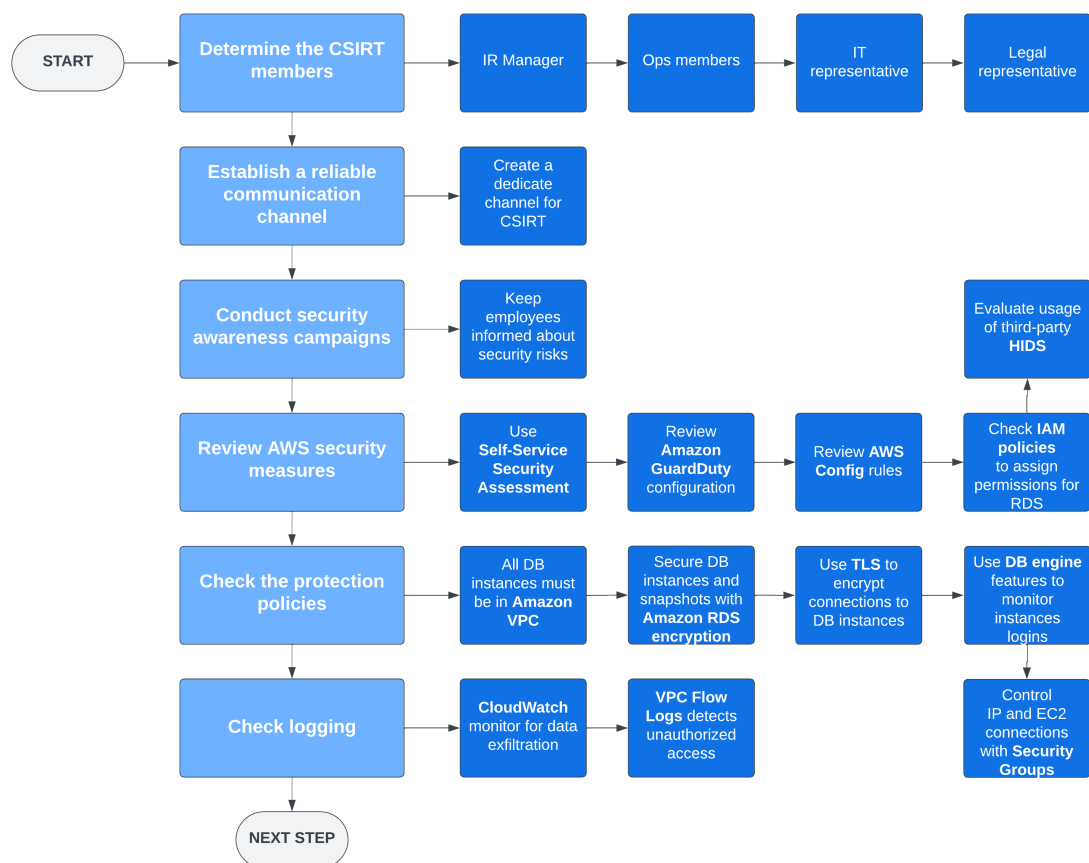 START
Determine the CSIRT
members
IR Manager
Ops members
IT
representative
Legal
representative
Establish a reliable
communication
channel
Create a
dedicate
channel for
CSIRT
Conduct security
awareness campaigns
Keep
employees
informed about
security risks
Evaluate usage
of third-party
HIDS
Review AWS security
measures
Use
Self-Service
Security
Assessment
Review
Amazon
GuardDuty
configuration
Review AWS
Config rules
Check IAM
policies
to assign
permissions for
RDS
Check the protection
policies
All DB
instances must
be in Amazon
VPC
Secure DB
instances and
snapshots with
Amazon RDS
encryption
Use TLS to
encrypt
connections to
DB instances
Use DB engine
features to
monitor
instances
logins
Check logging
CloudWatch
monitor for data
exfiltration
VPC Flow
Logs detects
unauthorized
access
Control
IP and EC2
connections
with Security
Groups
NEXT STEP